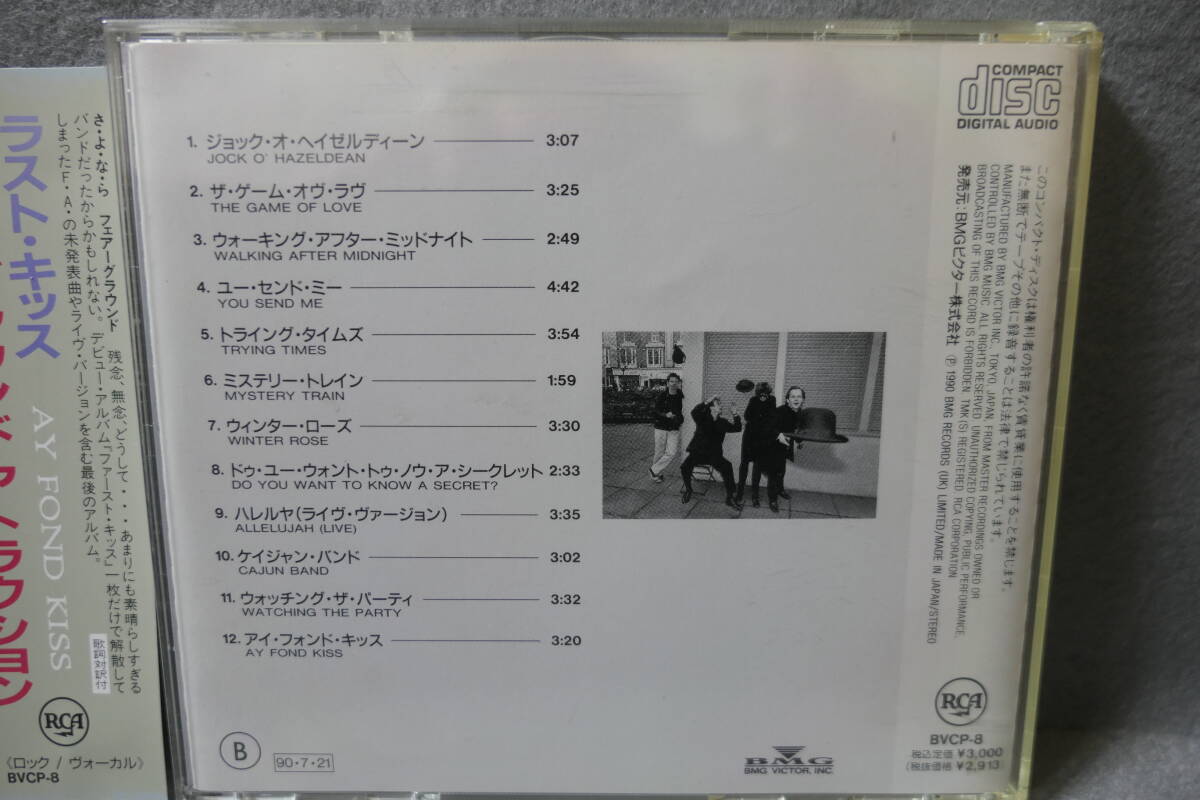 さ・よ・な・ら フェアーグラウンド 残念、無念、どうして・・・あまりにも素晴らしすぎる
バンドだったからかもしれない。デビュー・アルバム「ファースト・キッス」一枚だけで解散して
しまったF・A・の未発表曲やライヴ・バージョンを含む最後のアルバム。
歌詞対訳付
ラスト・キッス
AY FOND KISS
RCA
《ロック / ヴォーカル》
BVCP-8
1. ジョック・オ・ヘイゼルディーン 3:07
JOCK O' HAZELDEAN
2. ザ・ゲーム・オヴ・ラヴ 3:25
THE GAME OF LOVE
3. ウォーキング・アフター・ミッドナイト 2:49
WALKING AFTER MIDNIGHT
4. ユー・センド・ミー 4:42
YOU SEND ME
5. トライング・タイムズ 3:54
TRYING TIMES
6. ミステリー・トレイン 1:59
MYSTERY TRAIN
7. ウィンター・ローズ 3:30
WINTER ROSE
8. ドゥ・ユー・ウォント・トゥ・ノウ・ア・シークレット 2:33
DO YOU WANT TO KNOW A SECRET?
9. ハレルヤ(ライヴ・ヴァージョン) 3:35
ALLELUJAH (LIVE)
10. ケイジャン・バンド 3:02
CAJUN BAND
11. ウォッチング・ザ・パーティ 3:32
WATCHING THE PARTY
12. アイ・フォンド・キッス 3:20
AY FOND KISS
B
90・7・21
BMG
BMG VICTOR, INC.
COMPACT
disc
DIGITAL AUDIO
このコンパクト・ディスクは権利者の許諾なく賃貸業に使用することを禁じます。
また無断でテープその他に録音することは法律で禁じられています。
MANUFACTURED BY BMG VICTOR INC., TOKYO, JAPAN, FROM MASTER RECORDINGS OWNED OR
CONTROLLED BY BMG MUSIC. ALL RIGHTS RESERVED. UNAUTHORIZED COPYING, PUBLIC PERFORMANCE,
BROADCASTING OF THIS RECORD IS FORBIDDEN. TMK(S) REGISTERED. RCA CORPORATION
発売元:BMGビクター株式会社 Ⓟ 1990 BMG RECORDS (UK) LIMITED/MADE IN JAPAN/STEREO
RCA
BVCP-8
税込定価 ¥3,000
(税抜価格 ¥2,913)